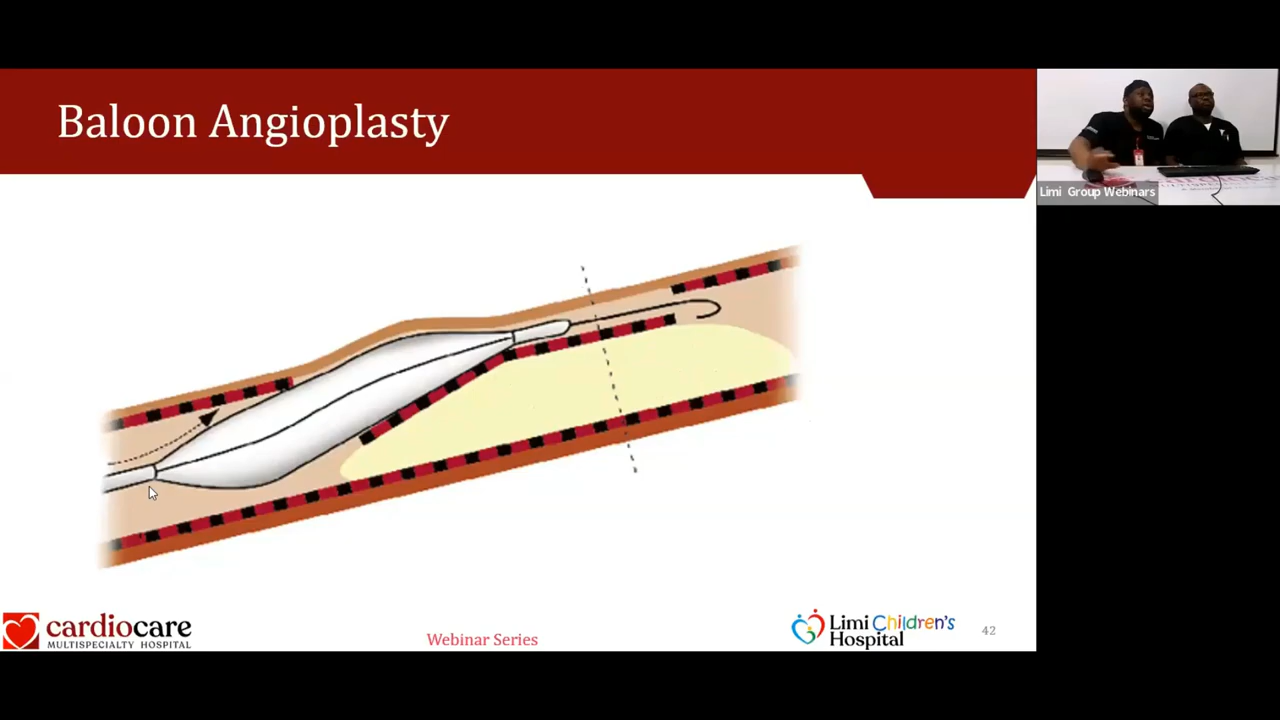 Baloon Angioplasty
Limi Group Webinars
cardiocare
MULTISPECIALTY HOSPITAL
Webinar Series
Limi Children's
Hospital
42